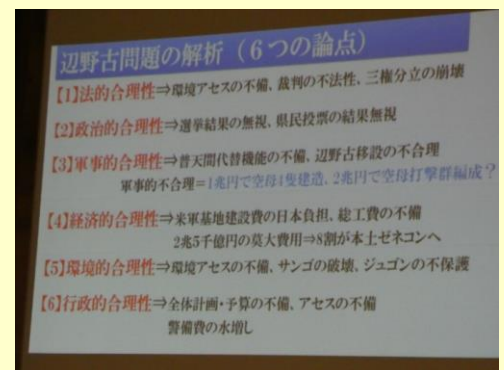 辺野古問題の解析（6つの論点）
【1】法的合理性⇒環境アセスの不備、裁判の不法性、三権分立の崩壊
【2】政治的合理性⇒選挙結果の無視、県民投票の結果無視
【3】軍事的合理性⇒普天間代替機能の不備、辺野古移設の不合理
軍事的不合理=1兆円で空母1隻建造、2兆円で空母打撃群編成？
【4】経済的合理性⇒米軍基地建設費の日本負担、総工費の不備
2兆5千億円の莫大費用⇒8割が本土ゼネコンへ
【5】環境的合理性⇒環境アセスの不備、サンゴの破壊、ジュゴンの不保護
【6】行政的合理性⇒全体計画・予算の不備、アセスの不備
警備費の水増し